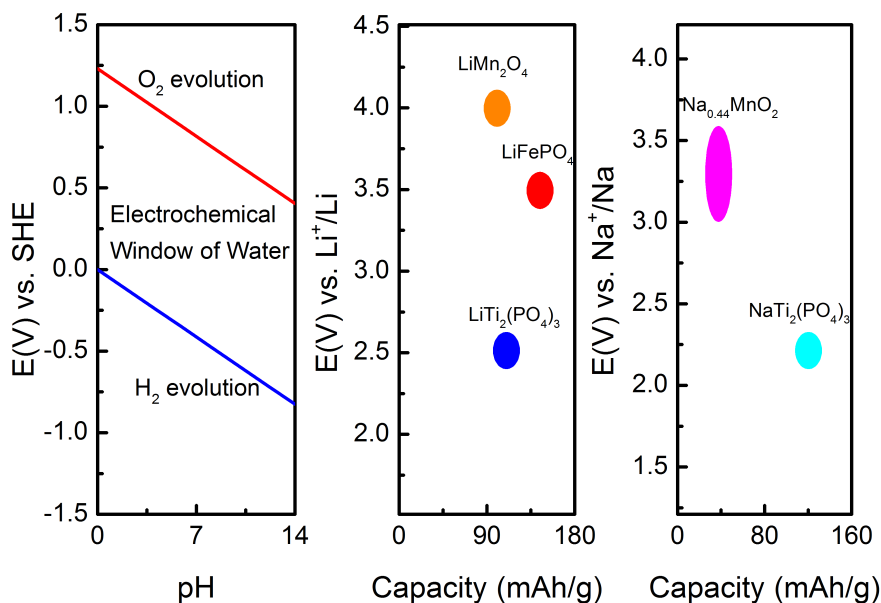 E(V) vs. SHE
1.5
1.0
0.5
0.0
-0.5
-1.0
-1.5
O₂ evolution
Electrochemical
Window of Water
H₂ evolution
0
7
14
pH
E(V) vs. Li⁺/Li
4.5
4.0
3.5
3.0
2.5
2.0
LiMn₂O₄
LiFePO₄
LiTi₂(PO₄)₃
0
90
180
Capacity (mAh/g)
E(V) vs. Na⁺/Na
4.0
3.5
3.0
2.5
2.0
1.5
Na₀.₄₄MnO₂
NaTi₂(PO₄)₃
0
80
160
Capacity (mAh/g)